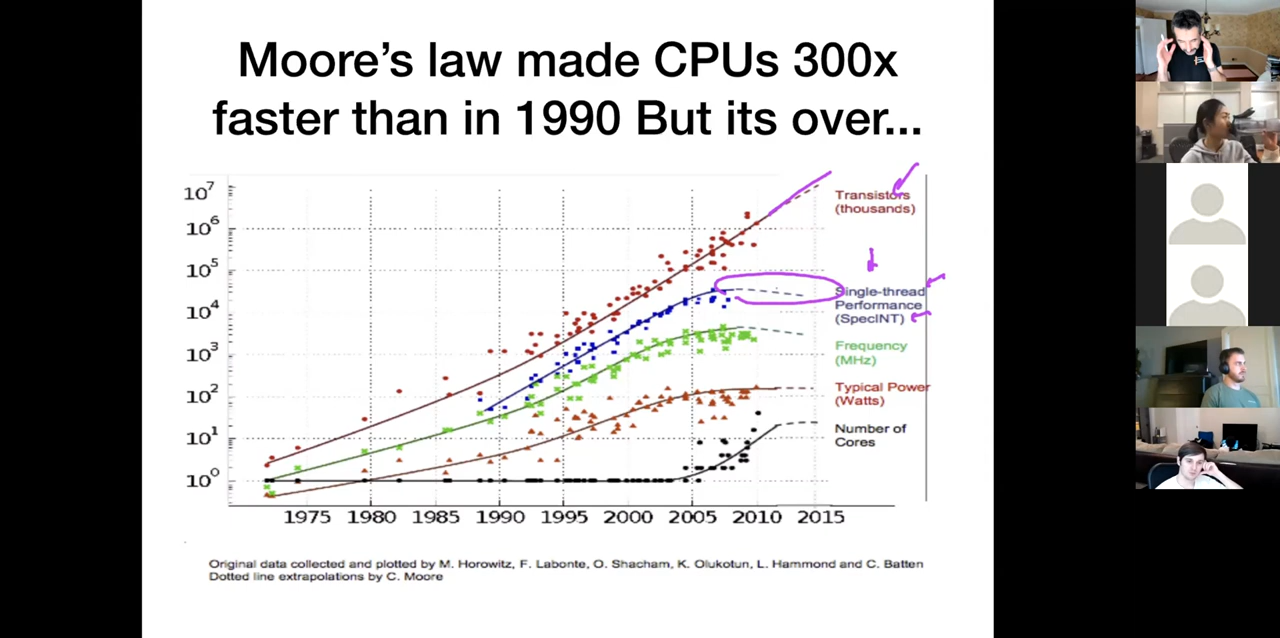 Moore's law made CPUs 300x
faster than in 1990 But its over...
10⁷
10⁶
10⁵
10⁴
10³
10²
10¹
10⁰
Transistors
(thousands)
Single-thread
Performance
(SpecINT)
Frequency
(MHz)
Typical Power
(Watts)
Number of
Cores
1975 1980 1985 1990 1995 2000 2005 2010 2015
Original data collected and plotted by M. Horowitz, F. Labonte, O. Shacham, K. Olukotun, L. Hammond and C. Batten
Dotted line extrapolations by C. Moore